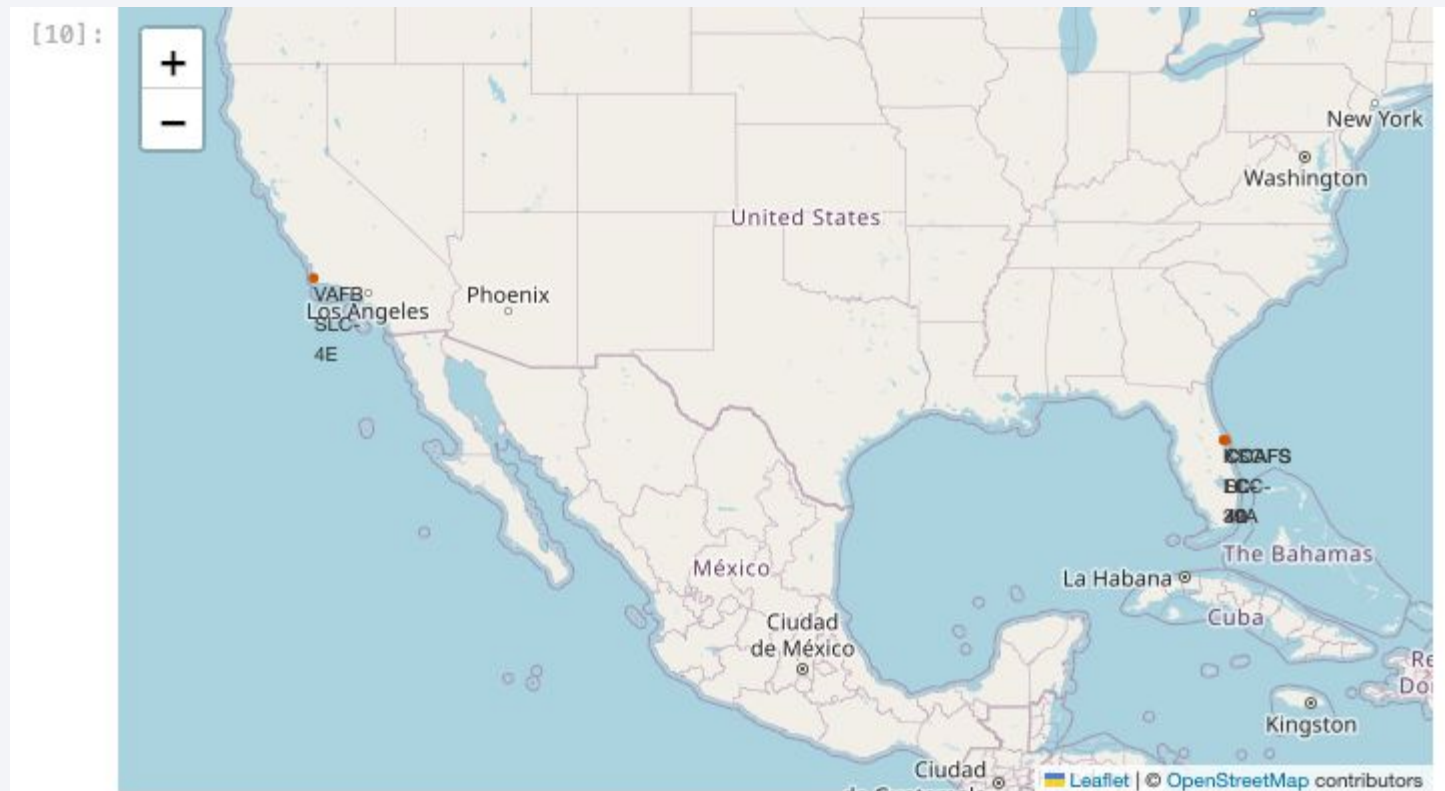 [10]:
+
−
New York
Washington
United States
VAFB
SLC-
4E
Los Angeles
Phoenix
The Bahamas
La Habana
México
Cuba
Ciudad
de México
Kingston
Ciudad
Leaflet | © OpenStreetMap contributors